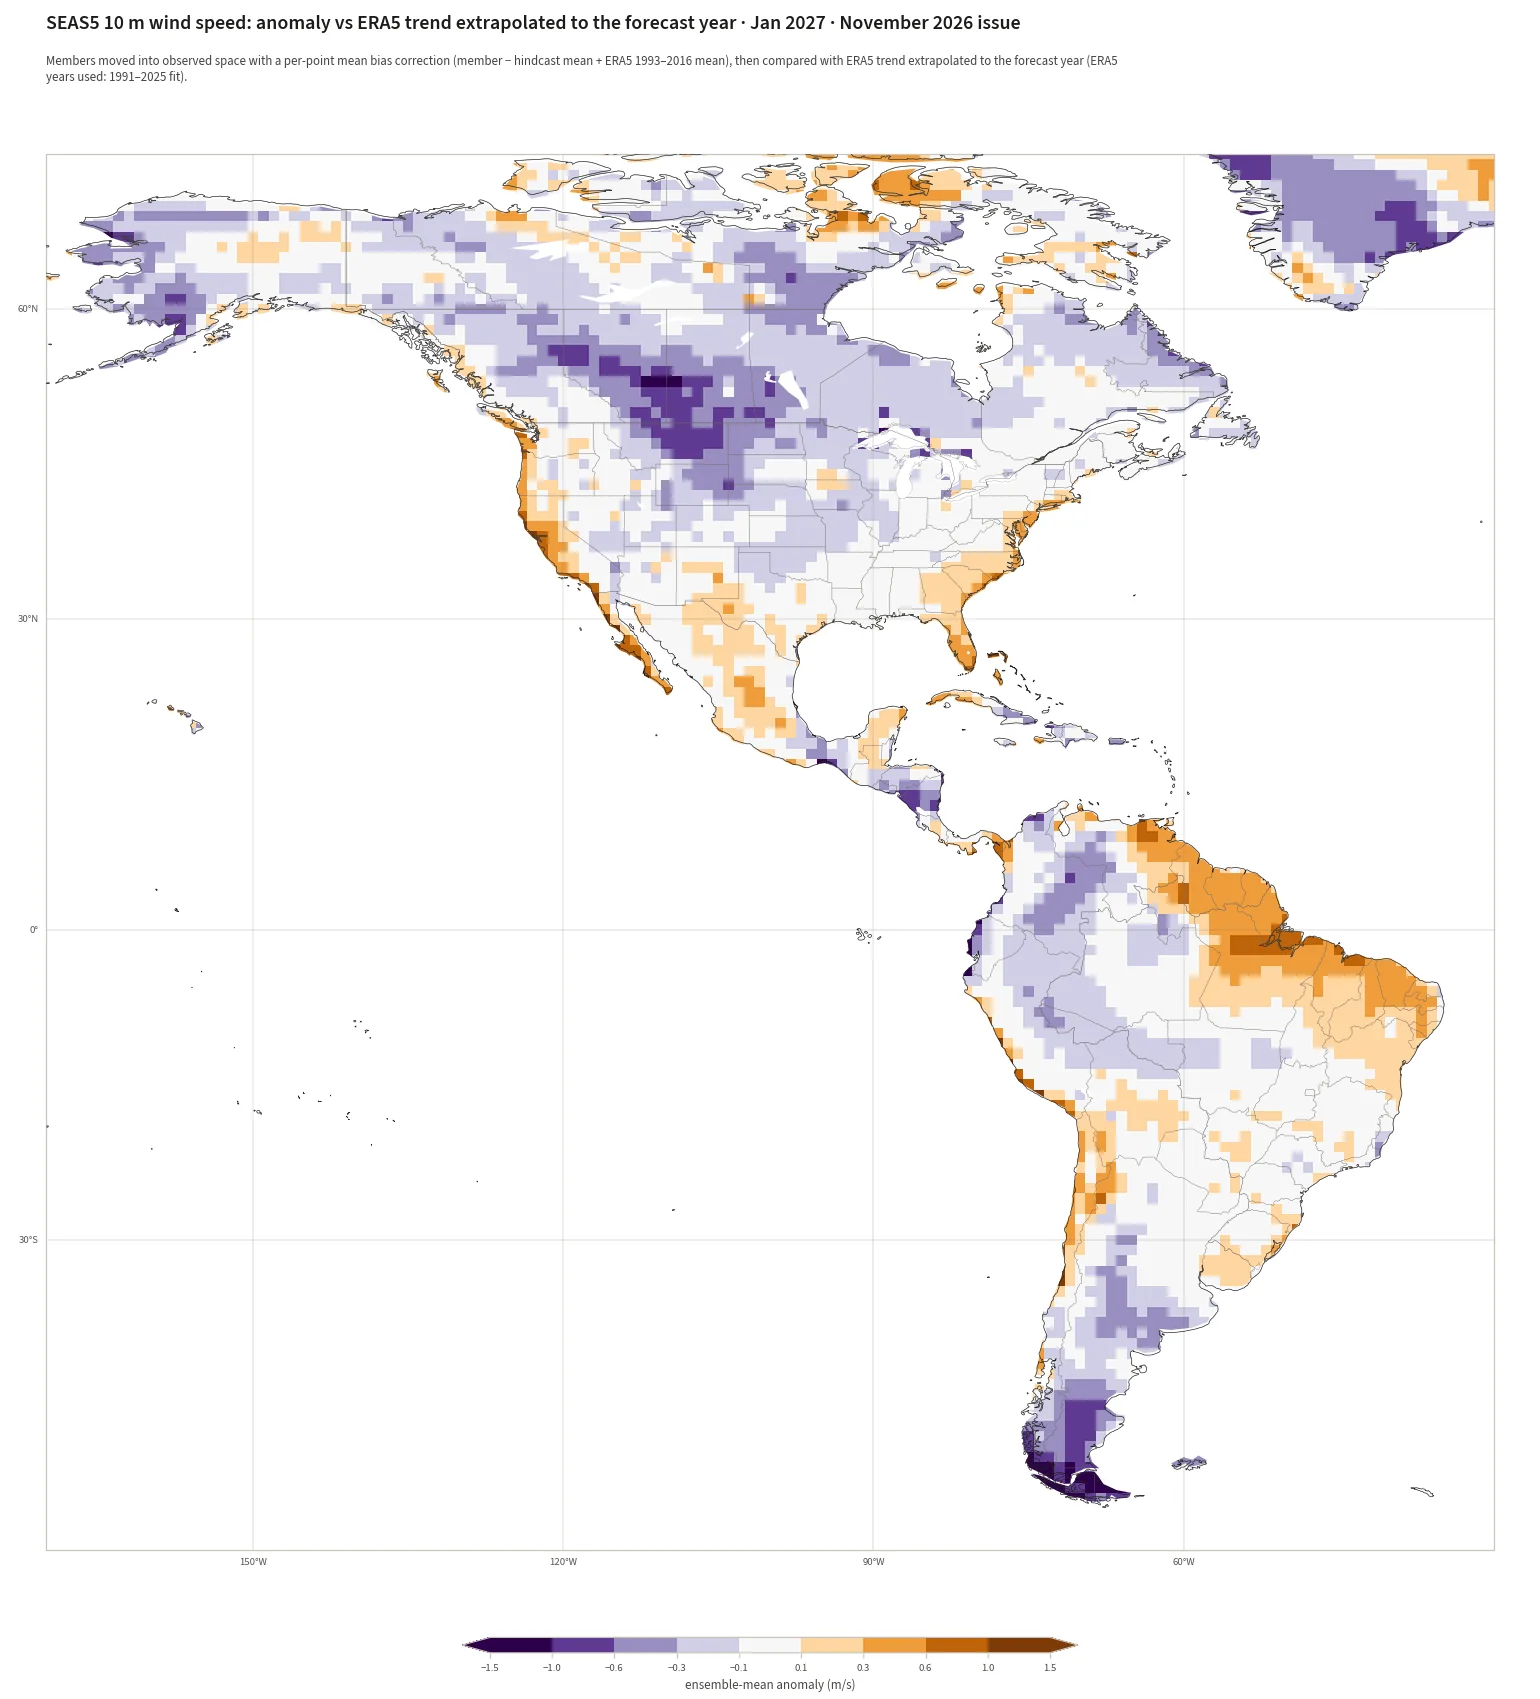 SEAS5 10 m wind speed: anomaly vs ERA5 trend extrapolated to the forecast year · Jan 2027 · November 2026 issue
Members moved into observed space with a per-point mean bias correction (member − hindcast mean + ERA5 1993–2016 mean), then compared with ERA5 trend extrapolated to the forecast year (ERA5
years used: 1991–2025 fit).
60°N
30°N
0°
30°S
150°W 120°W 90°W 60°W
−1.5 −1.0 −0.6 −0.3 −0.1 0.1 0.3 0.6 1.0 1.5
ensemble-mean anomaly (m/s)